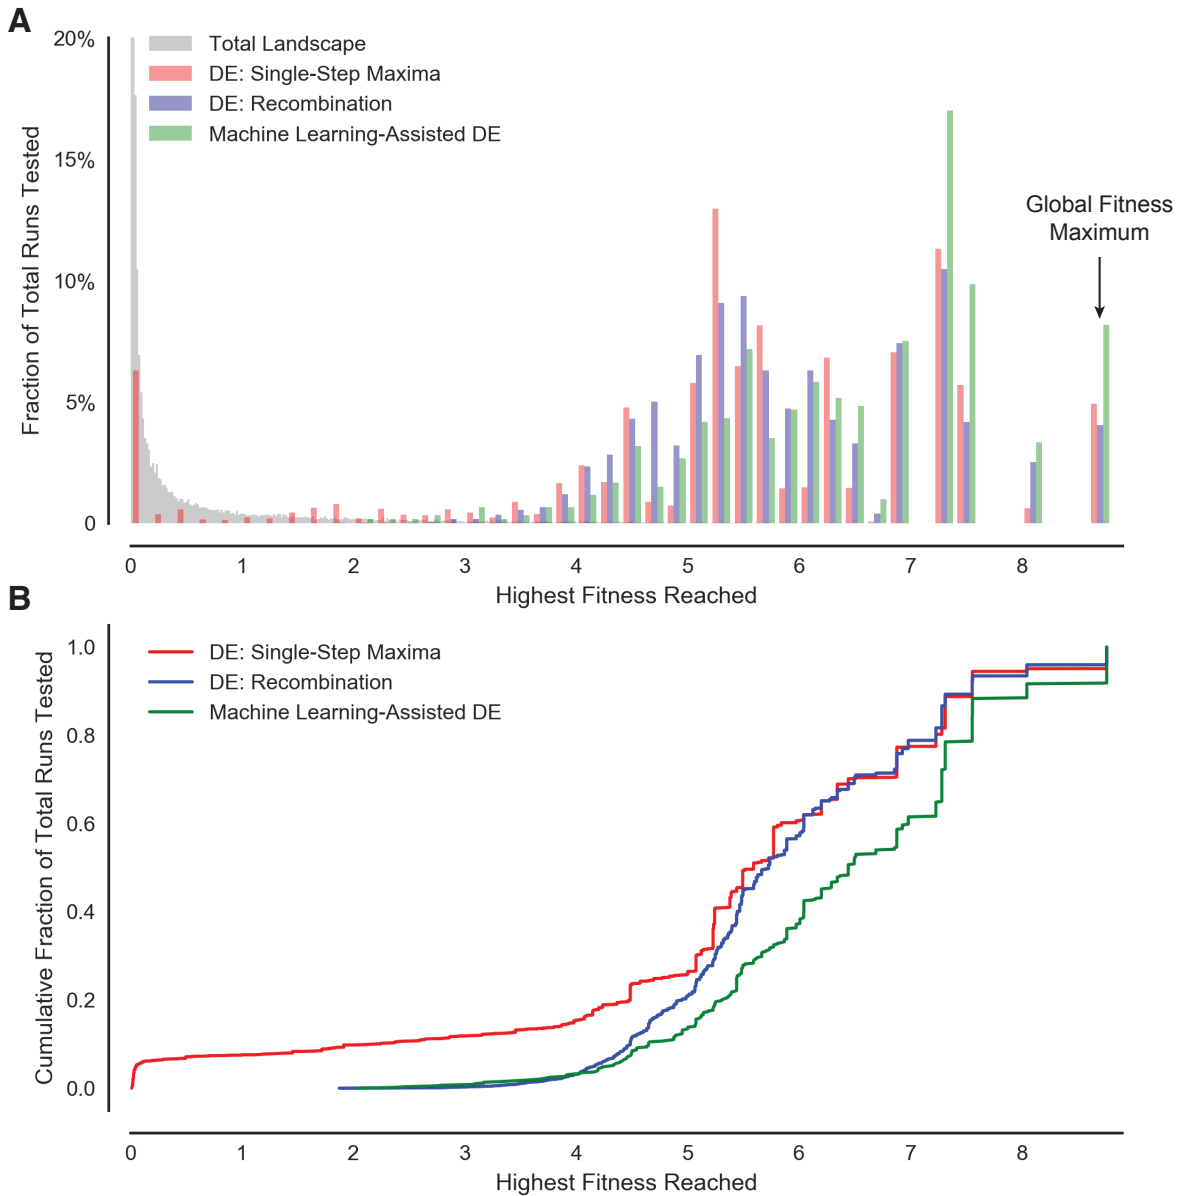 A
20%
15%
10%
5%
0
Fraction of Total Runs Tested
Total Landscape
DE: Single-Step Maxima
DE: Recombination
Machine Learning-Assisted DE
Global Fitness
Maximum
0 1 2 3 4 5 6 7 8
Highest Fitness Reached
B
1.0
0.8
0.6
0.4
0.2
0.0
Cumulative Fraction of Total Runs Tested
DE: Single-Step Maxima
DE: Recombination
Machine Learning-Assisted DE
0 1 2 3 4 5 6 7 8
Highest Fitness Reached